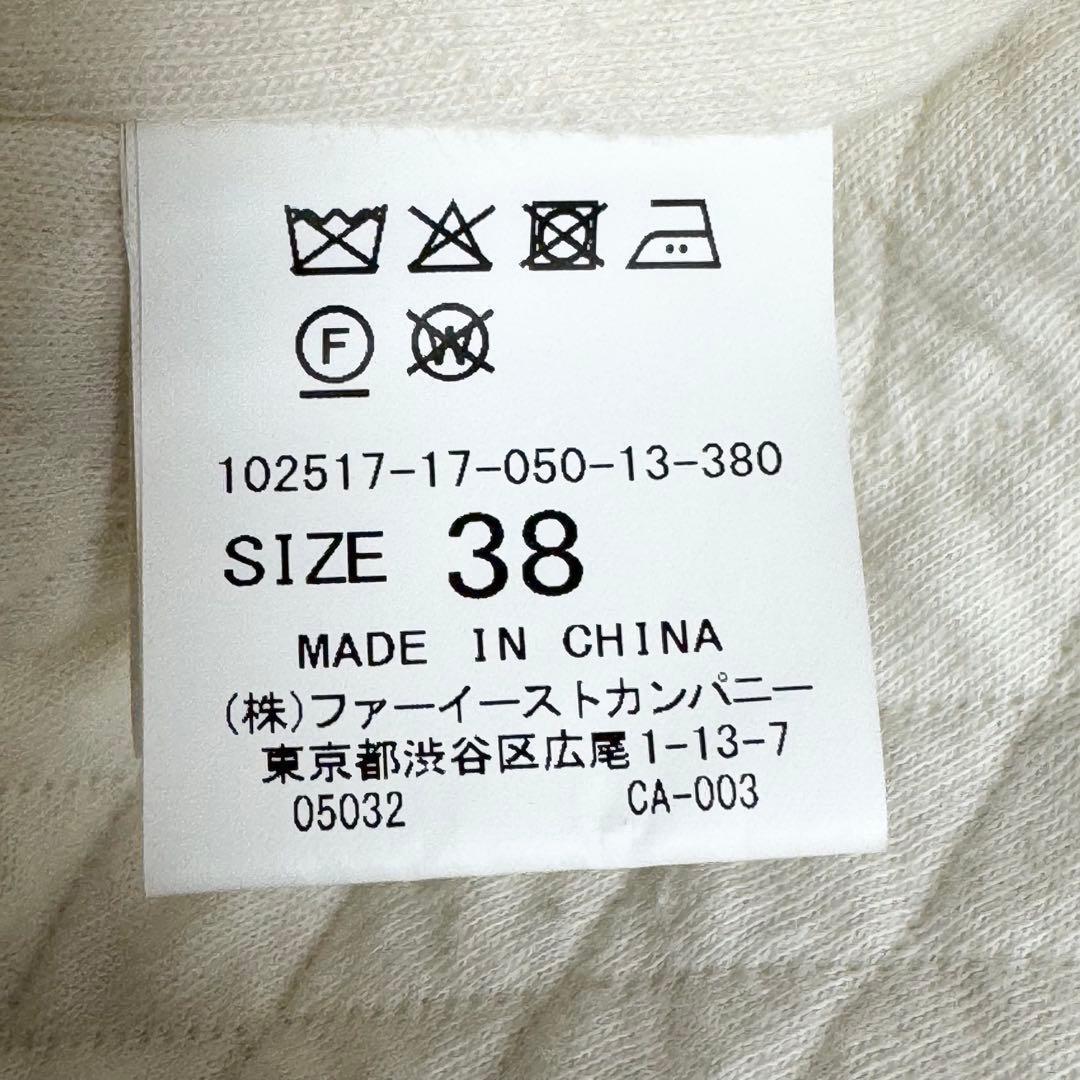 F W
102517-17-050-13-380
SIZE 38
MADE IN CHINA
(株)ファーイーストカンパニー
東京都渋谷区広尾1-13-7
05032 CA-003